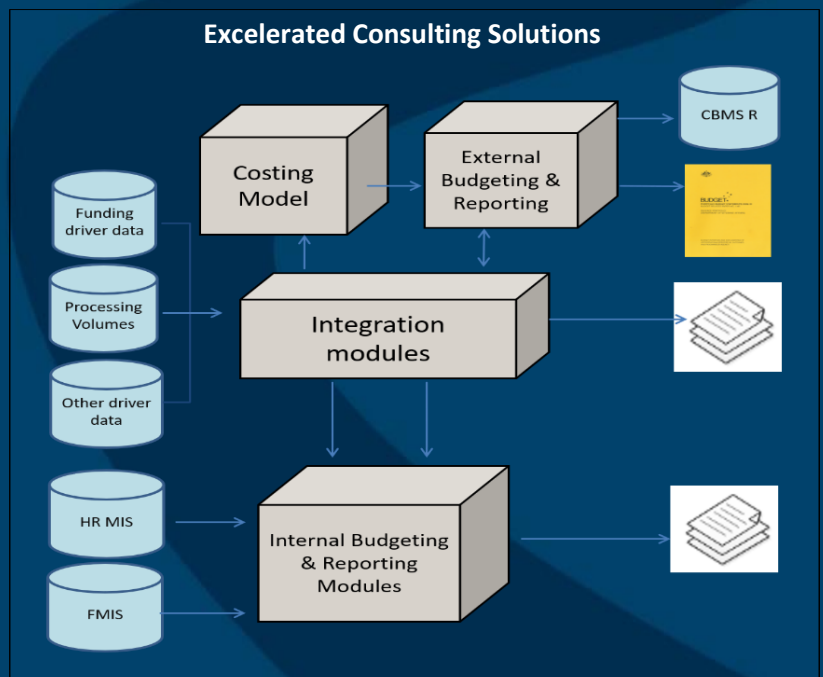 Excelerated Consulting Solutions
CBMS R
Costing
Model
External
Budgeting &
Reporting
Funding
driver data
BUDGET
Processing
Volumes
Integration
modules
Other driver
data
HR MIS
Internal Budgeting
& Reporting
Modules
FMIS